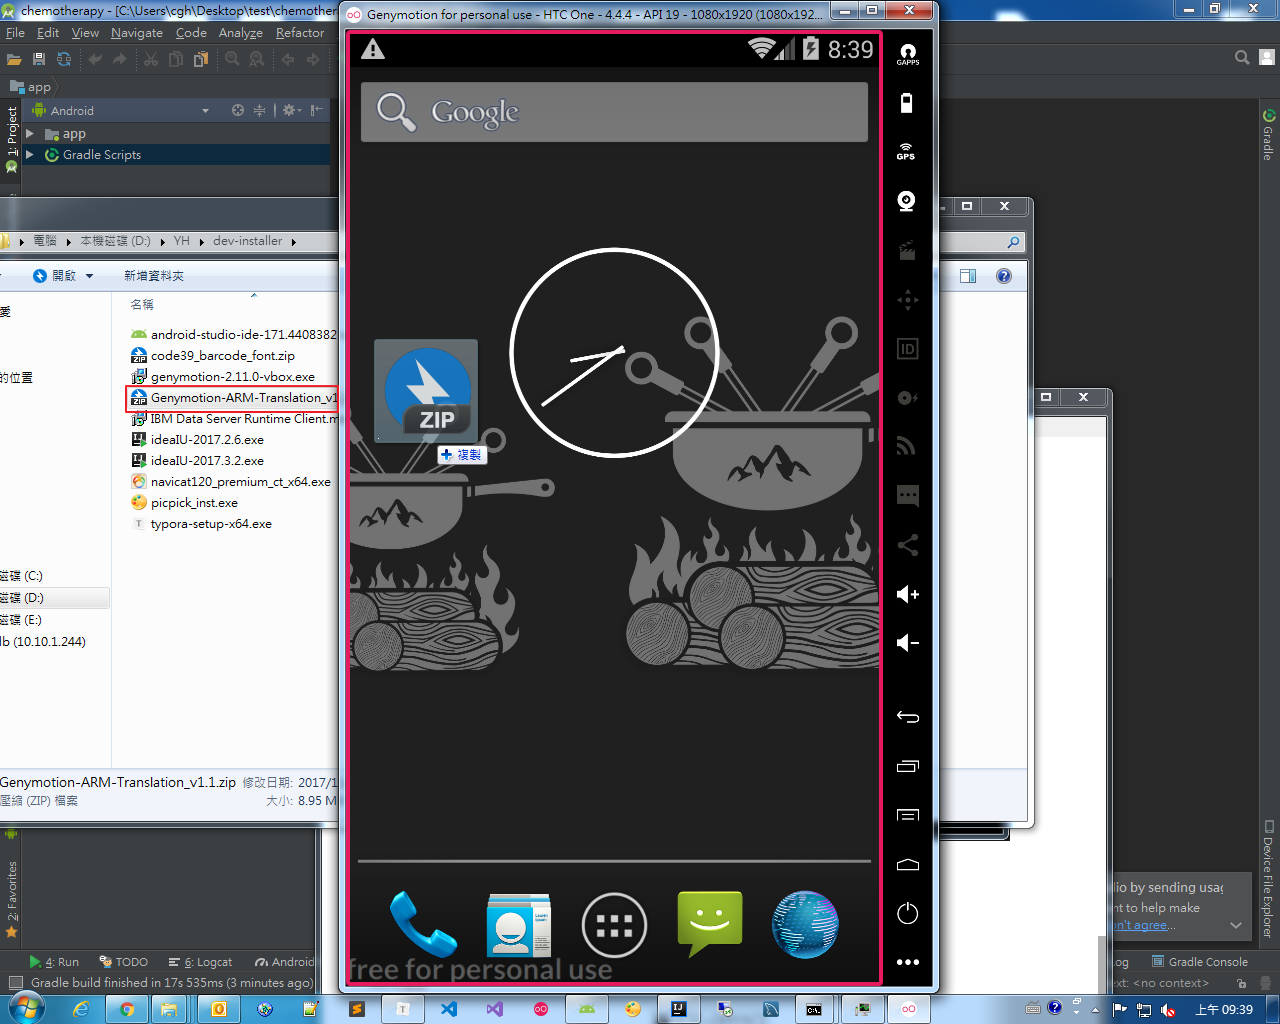 chemotherapy - [C:\Users\cgh\Desktop\test\chemother
File Edit View Navigate Code Analyze Refactor
app
Android
app
Gradle Scripts
1: Project
2: Favorites
Gradle
Device File Explorer
電腦 本機磁碟 (D:) YH dev-installer
開啟 新增資料夾
名稱
愛
的位置
android-studio-ide-171.4408382
code39_barcode_font.zip
genymotion-2.11.0-vbox.exe
Genymotion-ARM-Translation_v1
IBM Data Server Runtime Client.m
ideaIU-2017.2.6.exe
ideaIU-2017.3.2.exe
navicat120_premium_ct_x64.exe
picpick_inst.exe
typora-setup-x64.exe
磁碟 (C:)
磁碟 (D:)
磁碟 (E:)
db (10.10.1.244)
Genymotion-ARM-Translation_v1.1.zip 修改日期: 2017/1
壓縮 (ZIP) 檔案 大小: 8.95 M
Genymotion for personal use - HTC One - 4.4.4 - API 19 - 1080x1920 (1080x192...
8:39
Google
ZIP
複製
free for personal use
GAPPS
GPS
ID
dio by sending usag
nt to help make
on't agree...
4: Run TODO 6: Logcat Android
Log Gradle Console
Gradle build finished in 17s 535ms (3 minutes ago)
ext: <no context>
上午 09:39